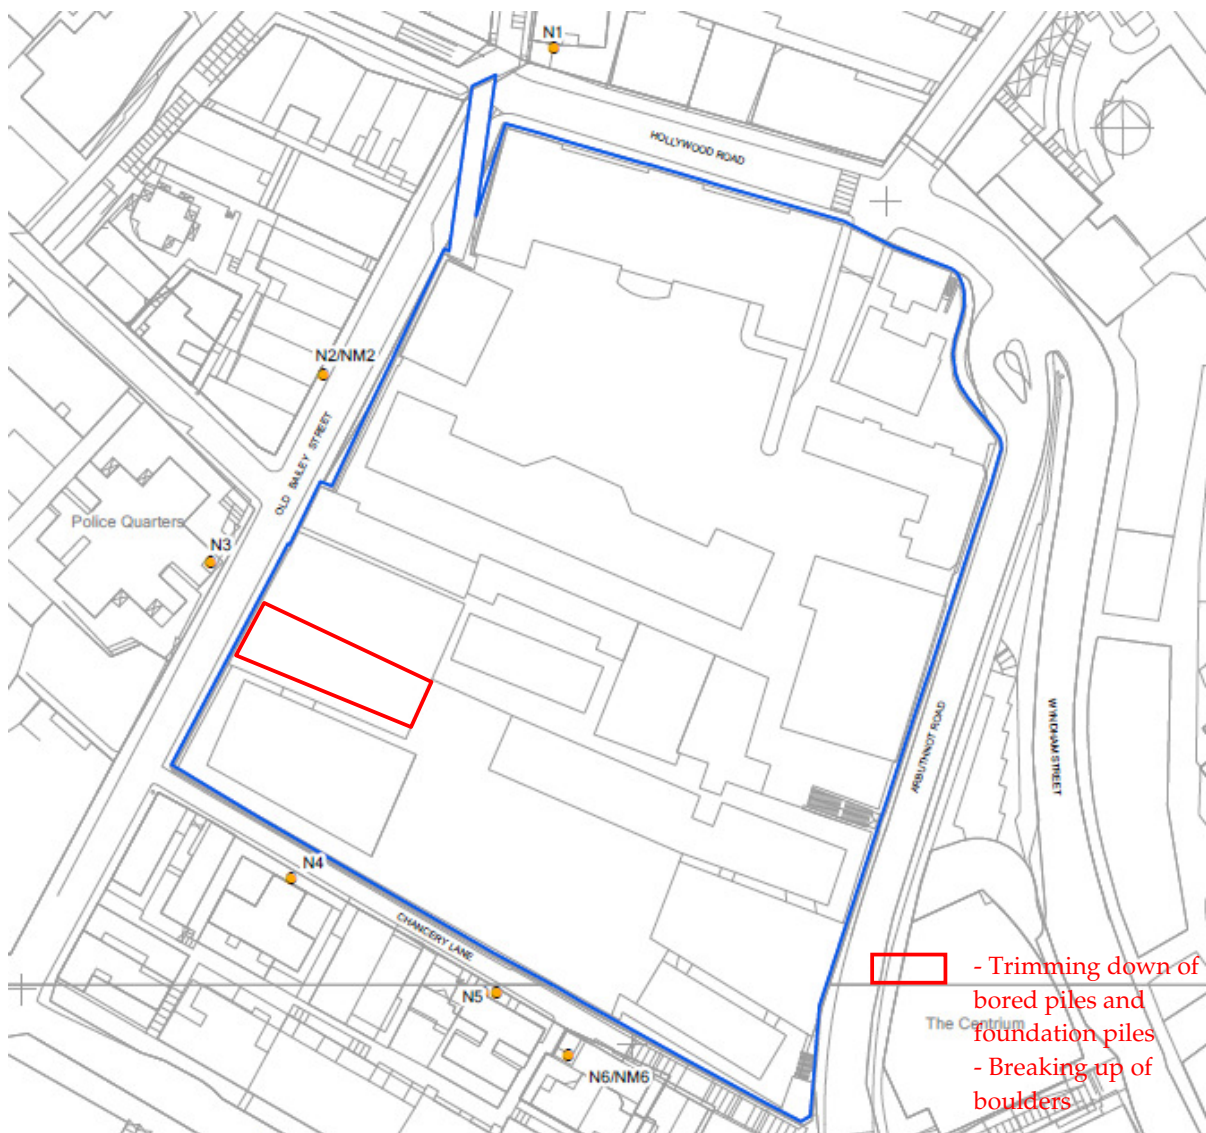 N1
HOLLYWOOD ROAD
N2/NM2
OLD BAILEY STREET
Police Quarters
N3
ARBUTHNOT ROAD
WYNDHAM STREET
N4
CHANCERY LANE
N5
N6/NM6
The Centrium
- Trimming down of
bored piles and
foundation piles
- Breaking up of
boulders